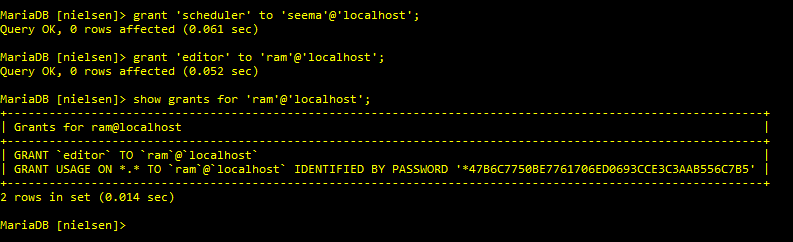 MariaDB [nielsen]> grant 'scheduler' to 'seema'@'localhost';
Query OK, 0 rows affected (0.061 sec)
MariaDB [nielsen]> grant 'editor' to 'ram'@'localhost';
Query OK, 0 rows affected (0.052 sec)
MariaDB [nielsen]> show grants for 'ram'@'localhost';
+---------------------------------------------------------------------------------------------------------------+
| Grants for ram@localhost |
+---------------------------------------------------------------------------------------------------------------+
| GRANT `editor` TO `ram`@`localhost` |
| GRANT USAGE ON *.* TO `ram`@`localhost` IDENTIFIED BY PASSWORD '*47B6C7750BE7761706ED0693CCE3C3AAB556C7B5' |
+---------------------------------------------------------------------------------------------------------------+
2 rows in set (0.014 sec)
MariaDB [nielsen]>